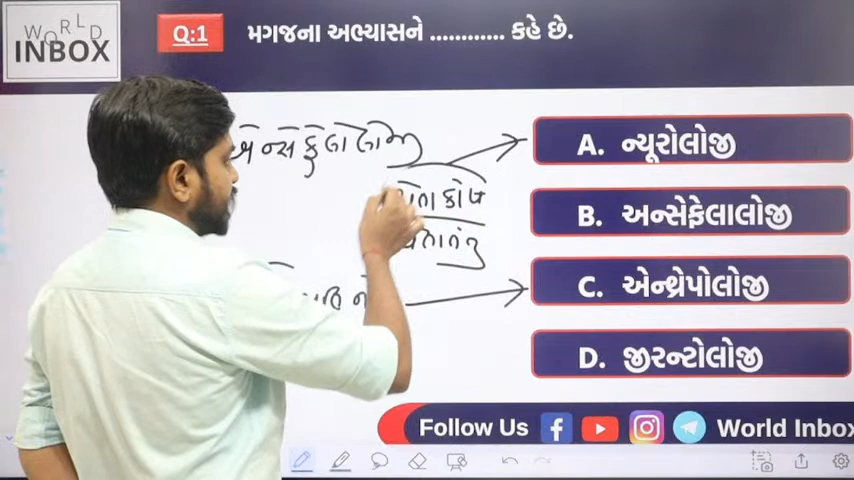 WORLD
INBOX
Q:1 મગજના અભ્યાસને ............ કહે છે.
A. ન્યૂરોલોજી
B. અન્સેફેલાલોજી
C. એન્થ્રેપોલોજી
D. જીરન્ટોલોજી
Follow Us World Inbox